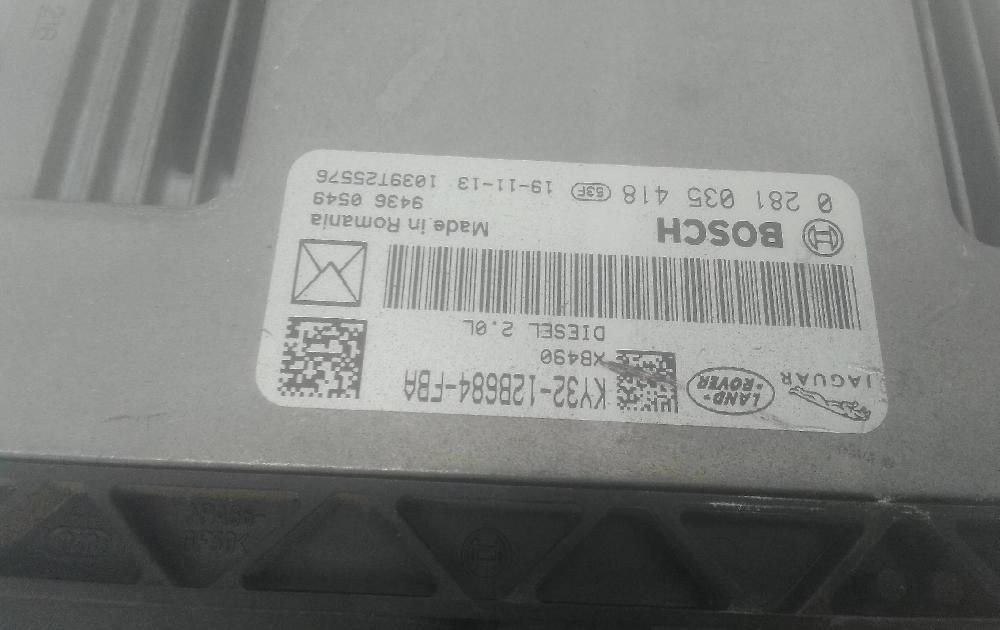 JAGUAR
LAND-
ROVER
KY32-12B684-FBA
XB490
DIESEL 2.0L
BOSCH
Made in Romania
9436 0549
0 281 035 418 63F 19-11-13 1039T25576